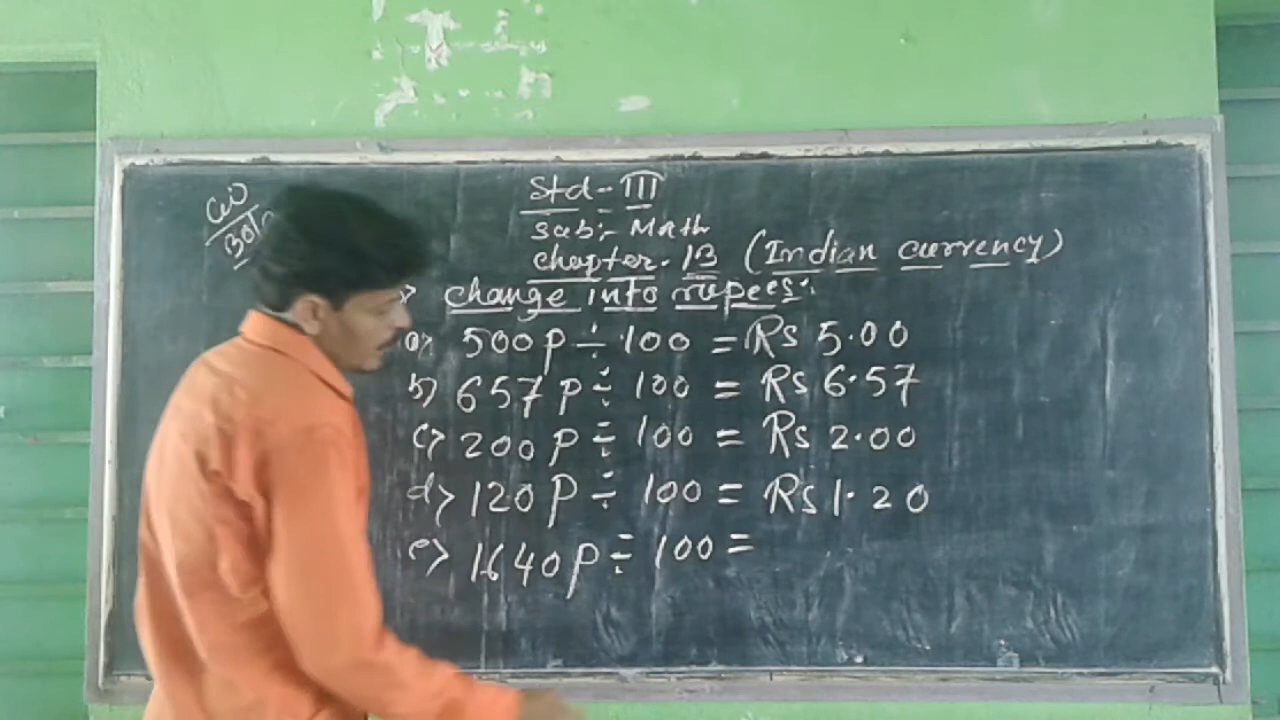 CW
Std - III
Sub:- Math
chapter. 13 (Indian currency)
change into rupees:
a> 500p ÷ 100 = Rs 5.00
b> 657p ÷ 100 = Rs 6.57
c> 200p ÷ 100 = Rs 2.00
d> 120p ÷ 100 = Rs 1.20
e> 1640p ÷ 100 =